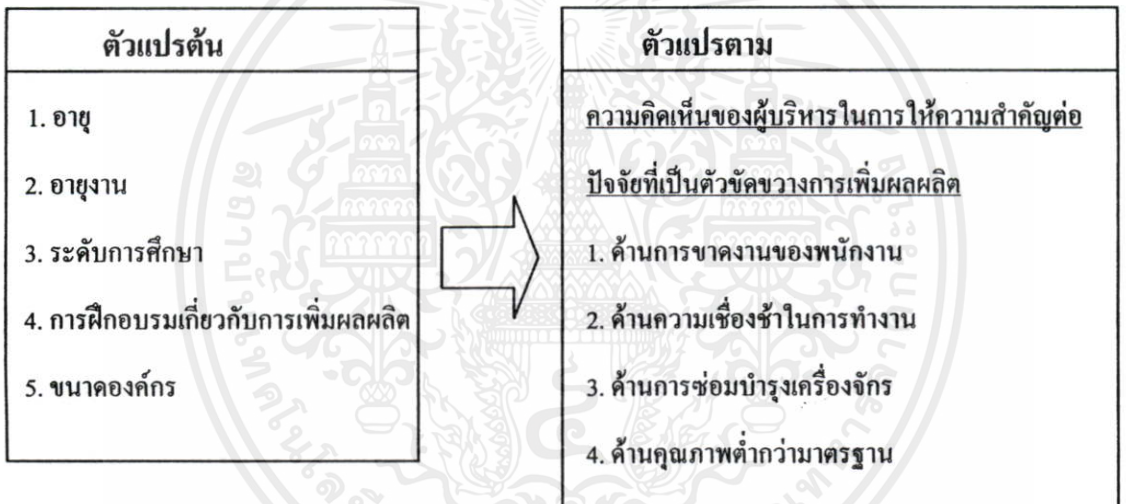 ตัวแปรต้น
1. อายุ
2. อายุงาน
3. ระดับการศึกษา
4. การฝึกอบรมเกี่ยวกับการเพิ่มผลผลิต
5. ขนาดองค์กร
ตัวแปรตาม
ความคิดเห็นของผู้บริหารในการให้ความสำคัญต่อ
ปัจจัยที่เป็นตัวขัดขวางการเพิ่มผลผลิต
1. ด้านการขาดงานของพนักงาน
2. ด้านความเชื่องช้าในการทำงาน
3. ด้านการซ่อมบำรุงเครื่องจักร
4. ด้านคุณภาพต่ำกว่ามาตรฐาน